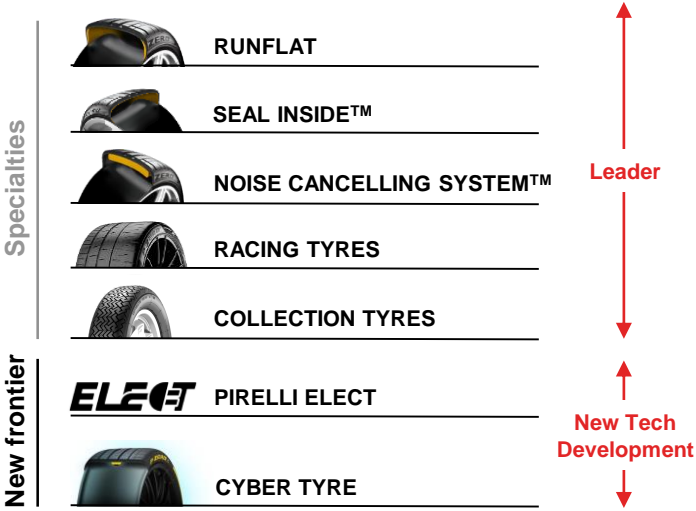 Specialties
RUNFLAT
SEAL INSIDE™
NOISE CANCELLING SYSTEM™
RACING TYRES
COLLECTION TYRES
Leader
New frontier
ELECT
PIRELLI ELECT
CYBER TYRE
New Tech
Development